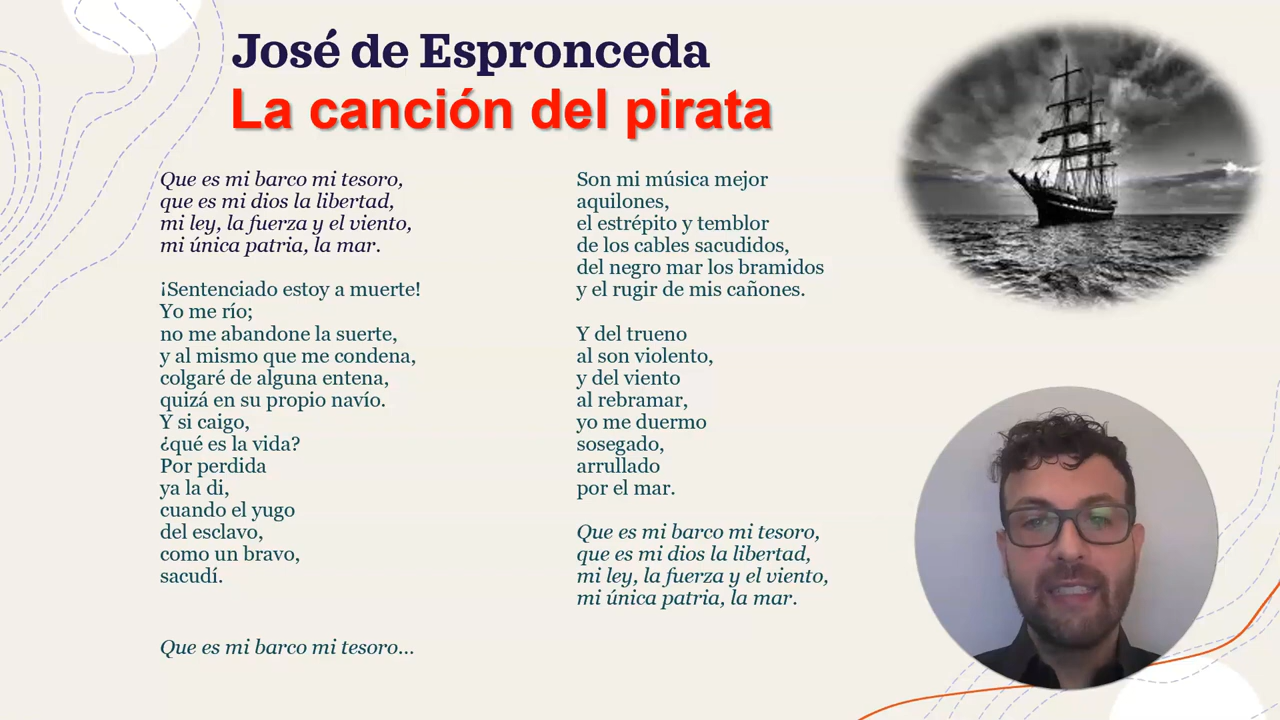 José de Espronceda
La canción del pirata
Que es mi barco mi tesoro,
que es mi dios la libertad,
mi ley, la fuerza y el viento,
mi única patria, la mar.
¡Sentenciado estoy a muerte!
Yo me río;
no me abandone la suerte,
y al mismo que me condena,
colgaré de alguna entena,
quizá en su propio navío.
Y si caigo,
¿qué es la vida?
Por perdida
ya la di,
cuando el yugo
del esclavo,
como un bravo,
sacudí.
Que es mi barco mi tesoro...
Son mi música mejor
aquilones,
el estrépito y temblor
de los cables sacudidos,
del negro mar los bramidos
y el rugir de mis cañones.
Y del trueno
al son violento,
y del viento
al rebramar,
yo me duermo
sosegado,
arrullado
por el mar.
Que es mi barco mi tesoro,
que es mi dios la libertad,
mi ley, la fuerza y el viento,
mi única patria, la mar.